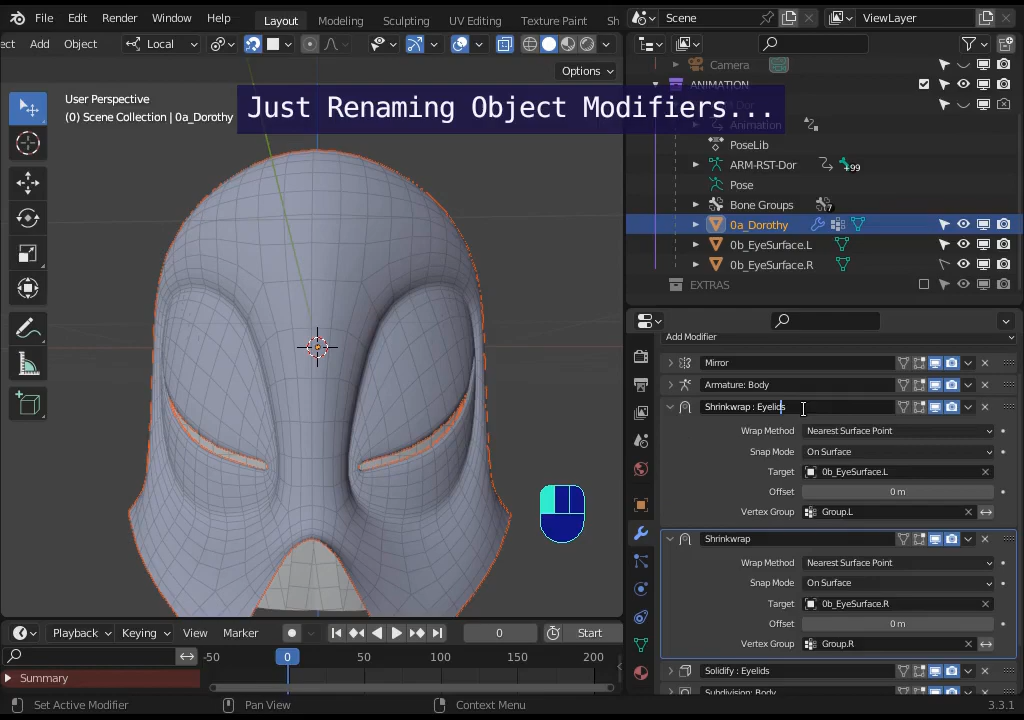 File Edit Render Window Help Layout Modeling Sculpting UV Editing Texture Paint Sh Scene ViewLayer
ect Add Object Local
Options
User Perspective
(0) Scene Collection | 0a_Dorothy
Just Renaming Object Modifiers...
Camera
ANIMATION
Animation
PoseLib
ARM-RST-Dor +99
Pose
Bone Groups 17
0a_Dorothy
0b_EyeSurface.L
0b_EyeSurface.R
EXTRAS
Add Modifier
Mirror
Armature: Body
Shrinkwrap : Eyelids
Wrap Method Nearest Surface Point
Snap Mode On Surface
Target 0b_EyeSurface.L
Offset 0 m
Vertex Group Group.L
Shrinkwrap
Wrap Method Nearest Surface Point
Snap Mode On Surface
Target 0b_EyeSurface.R
Offset 0 m
Vertex Group Group.R
Solidify : Eyelids
Subdivision: Body
Playback Keying View Marker 0 Start
-50 0 50 100 150 200
Summary
Set Active Modifier Pan View Context Menu 3.3.1